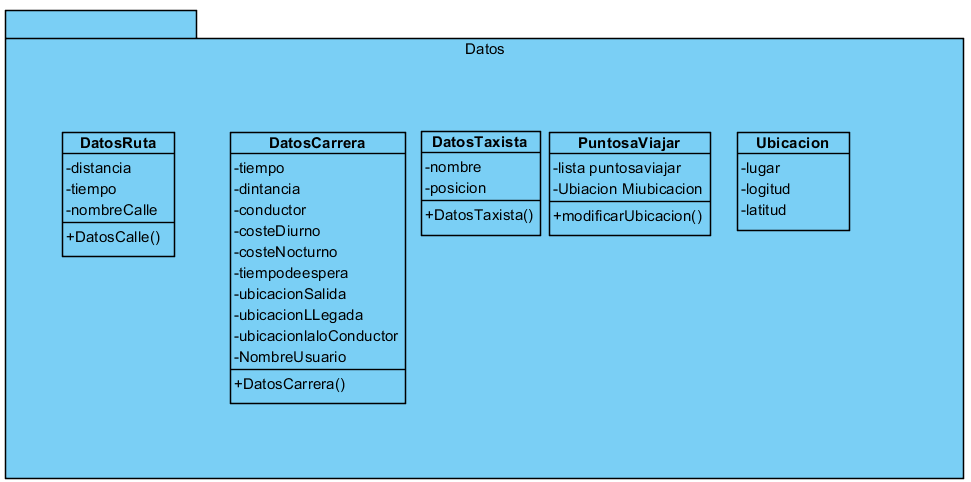 Datos
DatosRuta
-distancia
-tiempo
-nombreCalle
+DatosCalle()
DatosCarrera
-tiempo
-dintancia
-conductor
-costeDiurno
-costeNocturno
-tiempodeespera
-ubicacionSalida
-ubicacionLLegada
-ubicacionlaloConductor
-NombreUsuario
+DatosCarrera()
DatosTaxista
-nombre
-posicion
+DatosTaxista()
PuntosaViajar
-lista puntosaviajar
-Ubiacion Miubicacion
+modificarUbicacion()
Ubicacion
-lugar
-logitud
-latitud